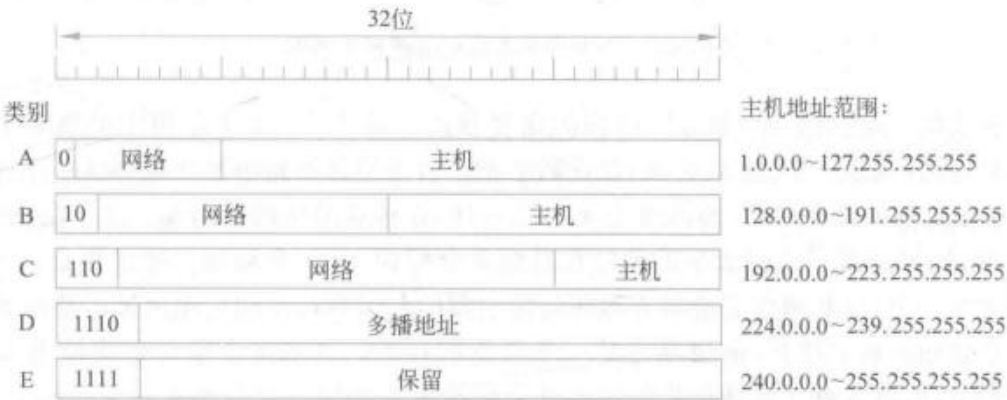 32位
类别
主机地址范围:
A 0 网络 主机 1.0.0.0~127.255.255.255
B 10 网络 主机 128.0.0.0~191.255.255.255
C 110 网络 主机 192.0.0.0~223.255.255.255
D 1110 多播地址 224.0.0.0~239.255.255.255
E 1111 保留 240.0.0.0~255.255.255.255